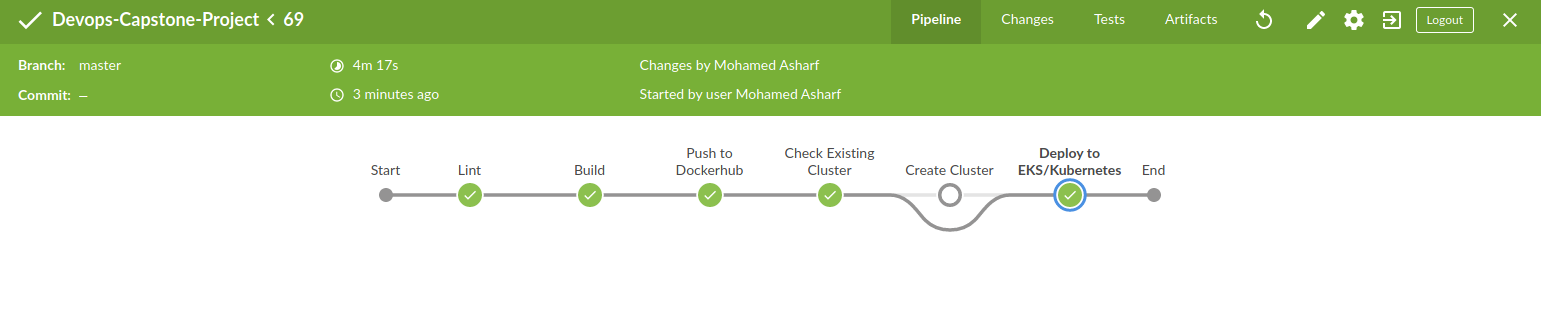 Devops-Capstone-Project < 69
Pipeline
Changes
Tests
Artifacts
Logout
Branch: master
4m 17s
Changes by Mohamed Asharf
Commit: —
3 minutes ago
Started by user Mohamed Asharf
Start
Lint
Build
Push to
Dockerhub
Check Existing
Cluster
Create Cluster
Deploy to
EKS/Kubernetes
End